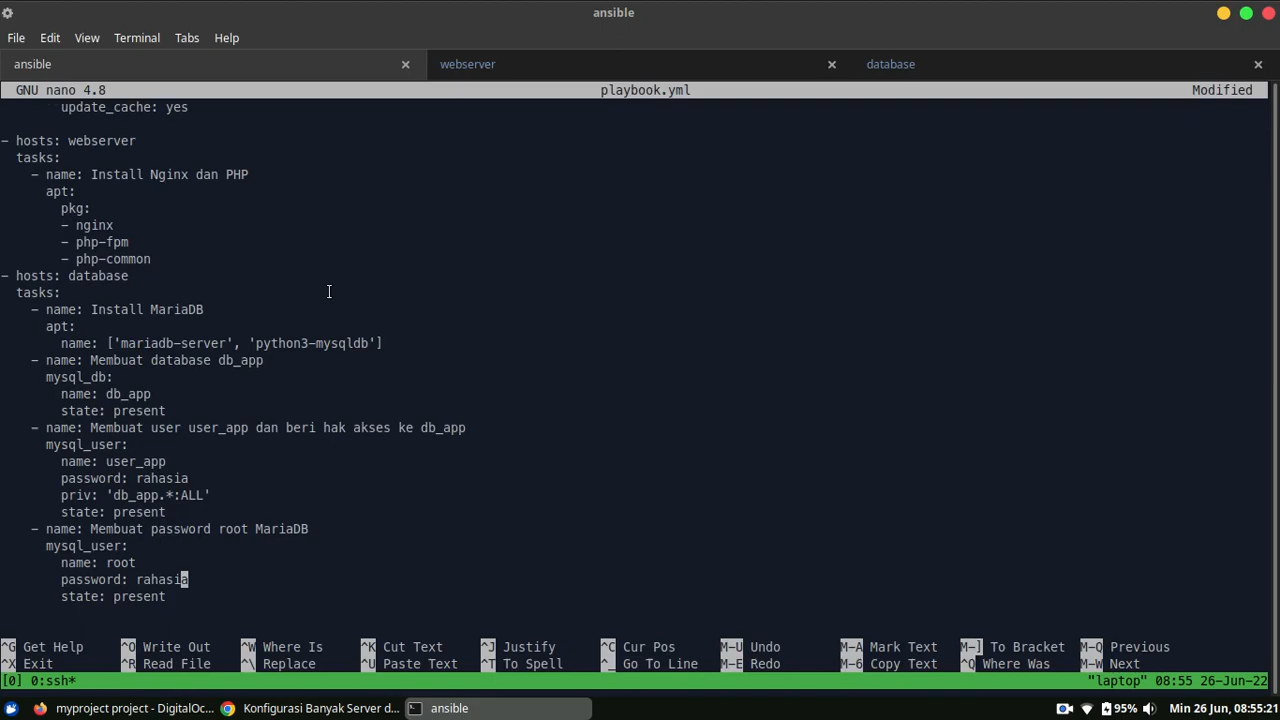 ansible
File Edit View Terminal Tabs Help
ansible × webserver × database ×
GNU nano 4.8 playbook.yml Modified
update_cache: yes
- hosts: webserver
tasks:
- name: Install Nginx dan PHP
apt:
pkg:
- nginx
- php-fpm
- php-common
- hosts: database
tasks:
- name: Install MariaDB
apt:
name: ['mariadb-server', 'python3-mysqldb']
- name: Membuat database db_app
mysql_db:
name: db_app
state: present
- name: Membuat user user_app dan beri hak akses ke db_app
mysql_user:
name: user_app
password: rahasia
priv: 'db_app.*:ALL'
state: present
- name: Membuat password root MariaDB
mysql_user:
name: root
password: rahasia
state: present
^G Get Help ^O Write Out ^W Where Is ^K Cut Text ^J Justify ^C Cur Pos M-U Undo M-A Mark Text M-] To Bracket M-Q Previous
^X Exit ^R Read File ^\ Replace ^U Paste Text ^T To Spell ^_ Go To Line M-E Redo M-6 Copy Text ^Q Where Was M-W Next
[0] 0:ssh* "laptop" 08:55 26-Jun-22
myproject project - DigitalOc... Konfigurasi Banyak Server d... ansible 95% Min 26 Jun, 08:55:21